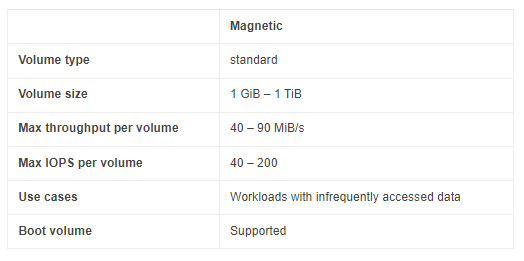 Magnetic
Volume type standard
Volume size 1 GiB – 1 TiB
Max throughput per volume 40 – 90 MiB/s
Max IOPS per volume 40 – 200
Use cases Workloads with infrequently accessed data
Boot volume Supported